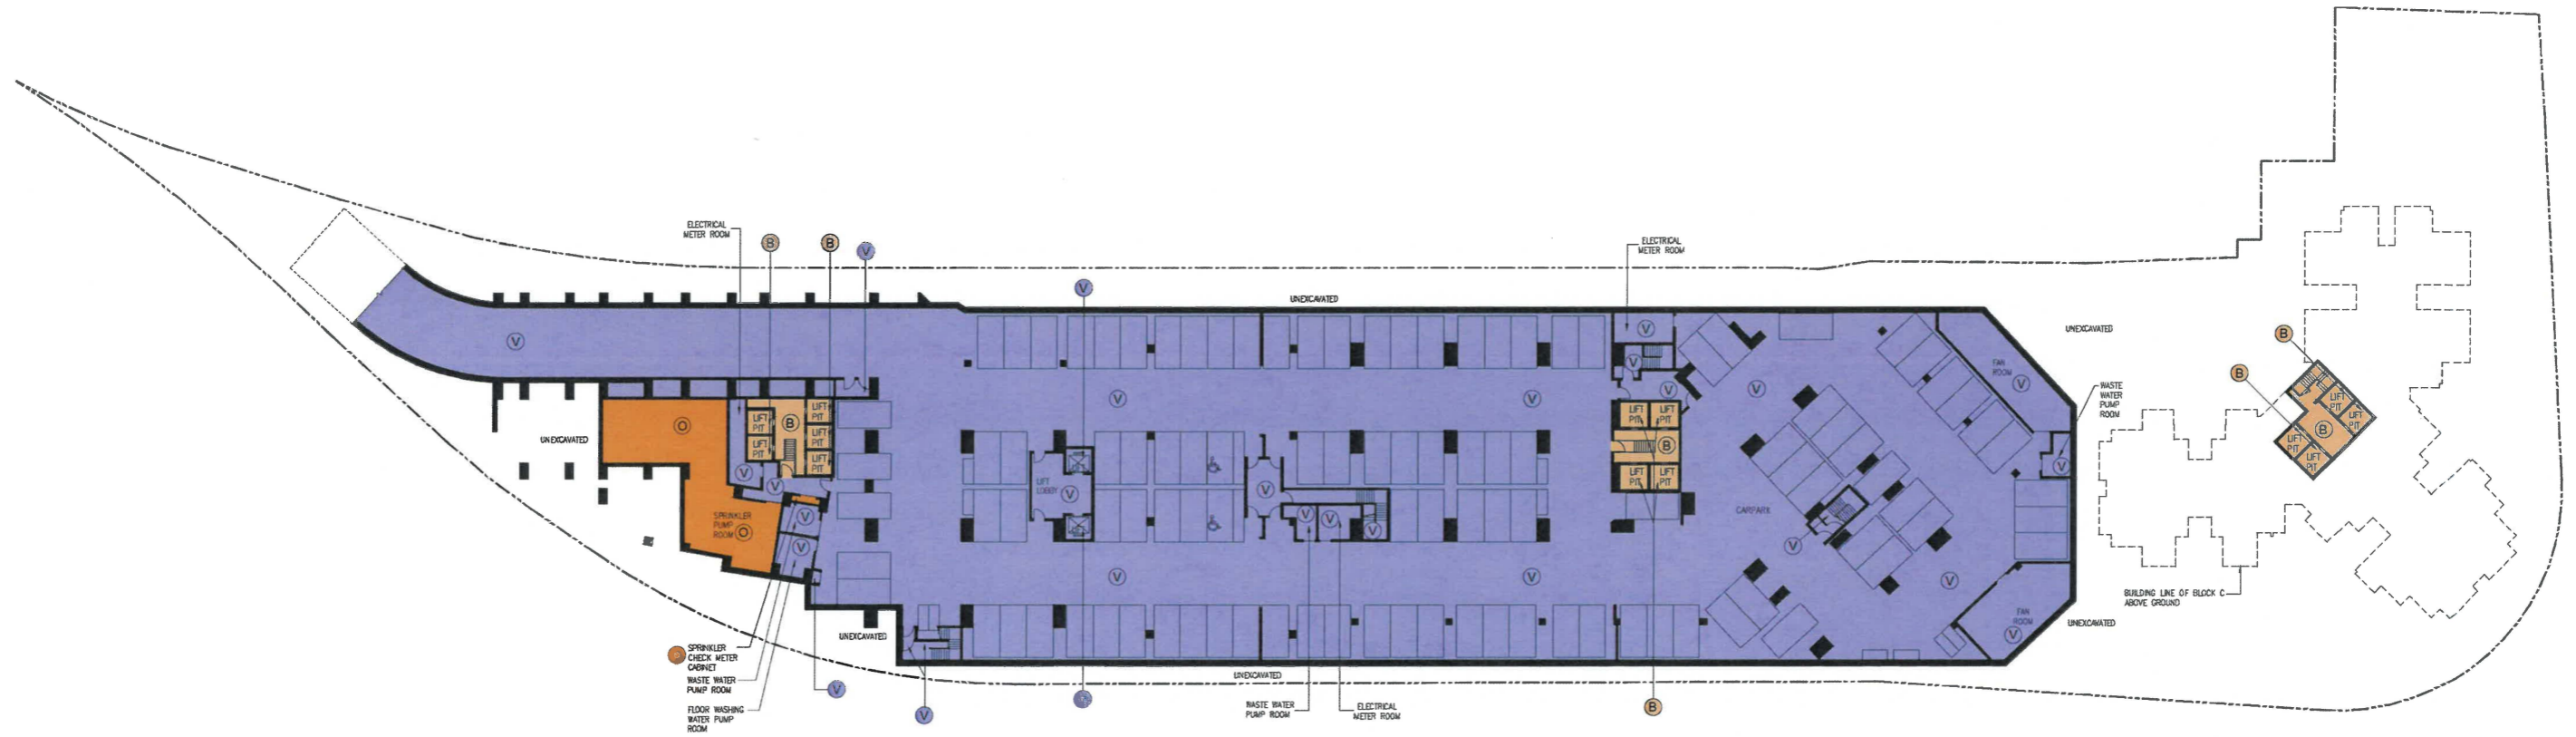 ELECTRICAL
METER ROOM
B
B
V
V
ELECTRICAL
METER ROOM
UNEXCAVATED
V
V
V
V
V
V
V
FAN
ROOM
V
UNEXCAVATED
WASTE
WATER
PUMP
ROOM
V
B
B
LIFT
PIT
LIFT
PIT
LIFT
PIT
LIFT
PIT
B
UNEXCAVATED
O
LIFT
PIT
LIFT
PIT
LIFT
PIT
LIFT
PIT
LIFT
PIT
B
V
V
SPRINKLER
PUMP
ROOM
O
V
V
LIFT
LOBBY
V
V
V
V
V
LIFT
PIT
LIFT
PIT
LIFT
PIT
LIFT
PIT
B
CARPARK
V
V
V
V
FAN
ROOM
V
BUILDING LINE OF BLOCK C
ABOVE GROUND
UNEXCAVATED
UNEXCAVATED
SPRINKLER
CHECK METER
CABINET
WASTE WATER
PUMP ROOM
FLOOR WASHING
WATER PUMP
ROOM
V
V
UNEXCAVATED
WASTE WATER
PUMP ROOM
ELECTRICAL
METER ROOM
B